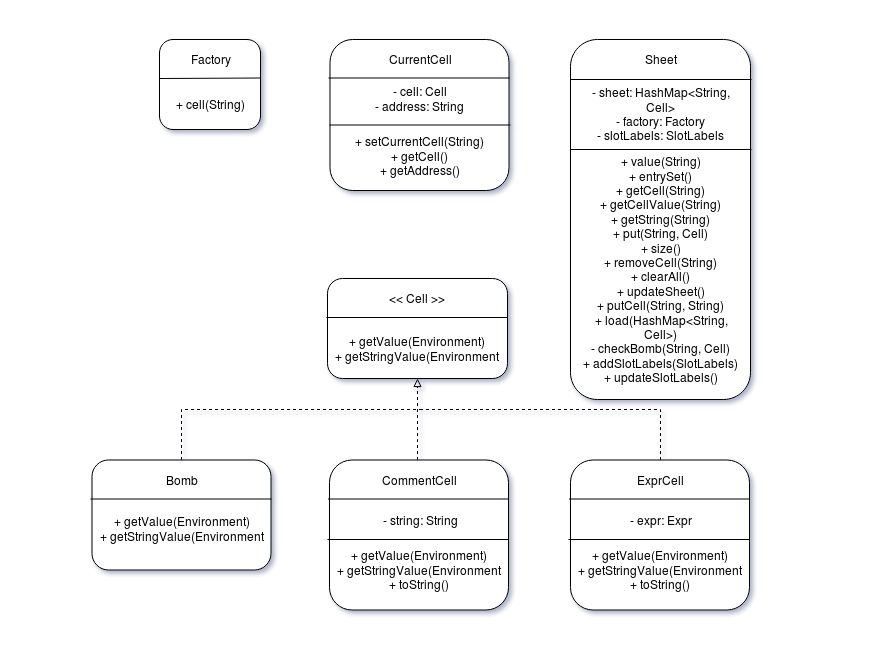 Factory
+ cell(String)
CurrentCell
- cell: Cell
- address: String
+ setCurrentCell(String)
+ getCell()
+ getAddress()
Sheet
- sheet: HashMap<String,
Cell>
- factory: Factory
- slotLabels: SlotLabels
+ value(String)
+ entrySet()
+ getCell(String)
+ getCellValue(String)
+ getString(String)
+ put(String, Cell)
+ size()
+ removeCell(String)
+ clearAll()
+ updateSheet()
+ putCell(String, String)
+ load(HashMap<String,
Cell>)
- checkBomb(String, Cell)
+ addSlotLabels(SlotLabels)
+ updateSlotLabels()
<< Cell >>
+ getValue(Environment)
+ getStringValue(Environment
Bomb
+ getValue(Environment)
+ getStringValue(Environment
CommentCell
- string: String
+ getValue(Environment)
+ getStringValue(Environment
+ toString()
ExprCell
- expr: Expr
+ getValue(Environment)
+ getStringValue(Environment
+ toString()